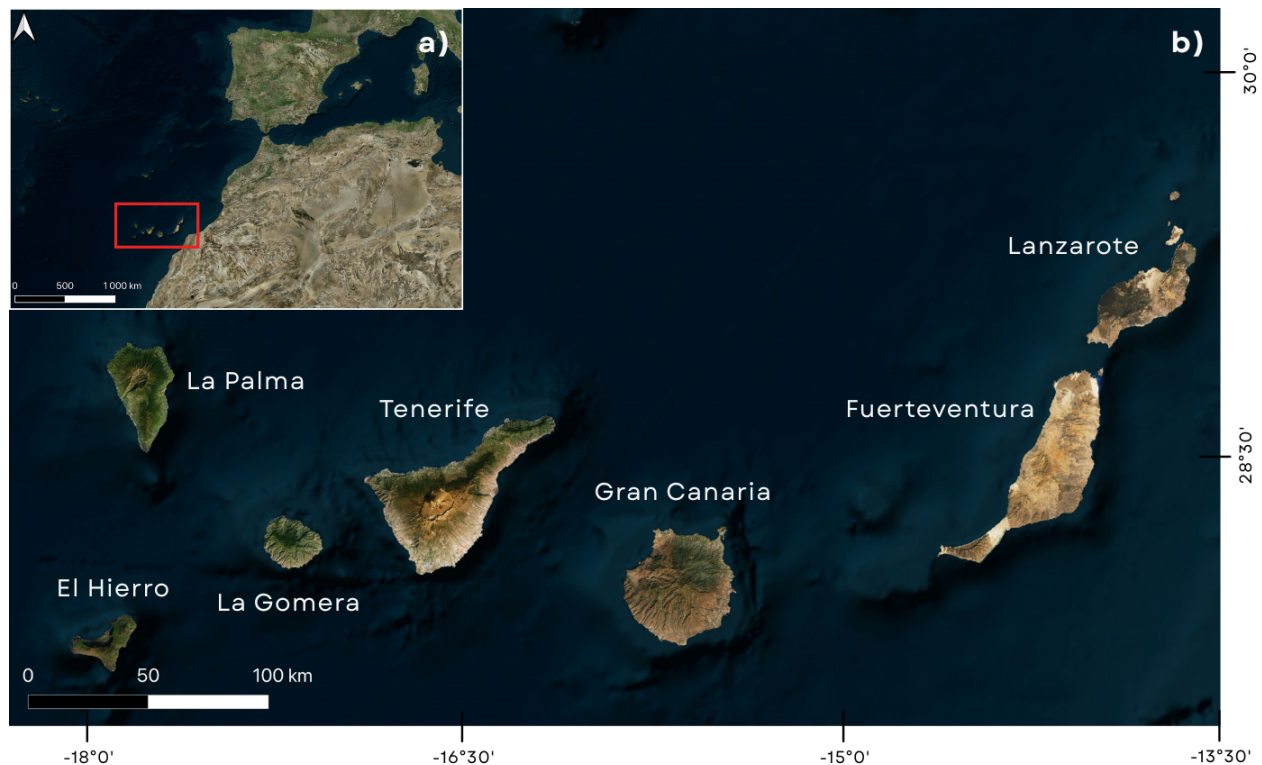 a)
b)
30°0'
0 500 1 000 km
Lanzarote
La Palma
Tenerife
Fuerteventura
28°30'
Gran Canaria
El Hierro
La Gomera
0 50 100 km
-18°0' -16°30' -15°0' -13°30'